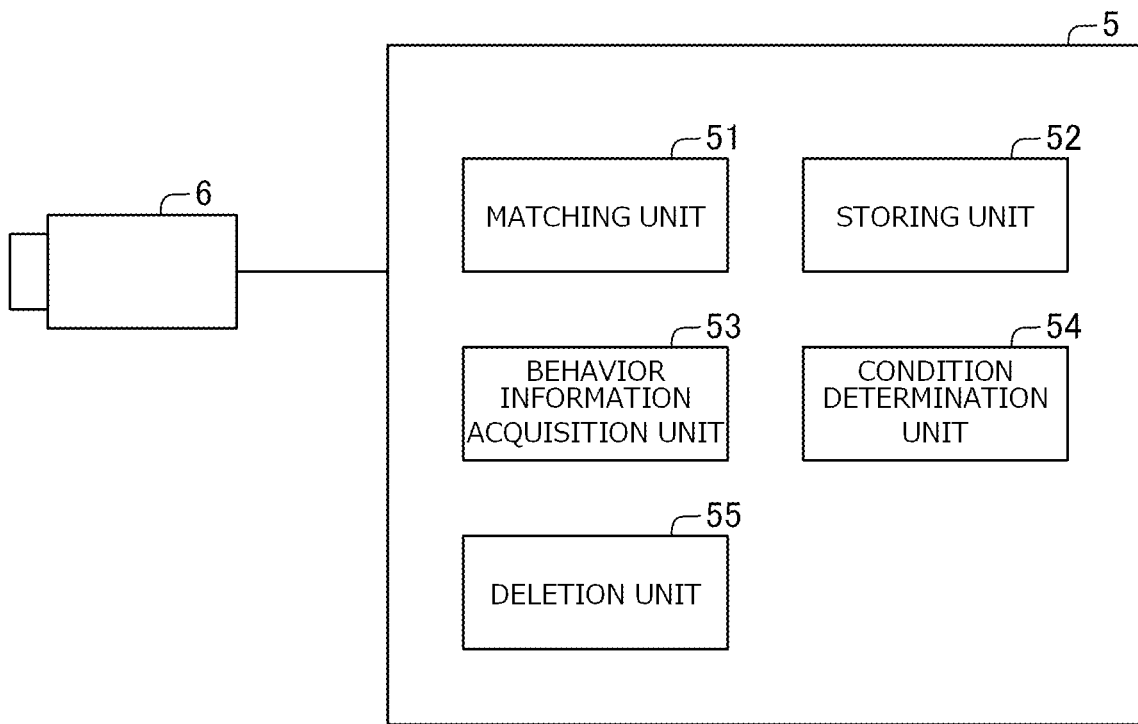 5
51
52
6
MATCHING UNIT
STORING UNIT
53
54
BEHAVIOR
INFORMATION
ACQUISITION UNIT
CONDITION
DETERMINATION
UNIT
55
DELETION UNIT